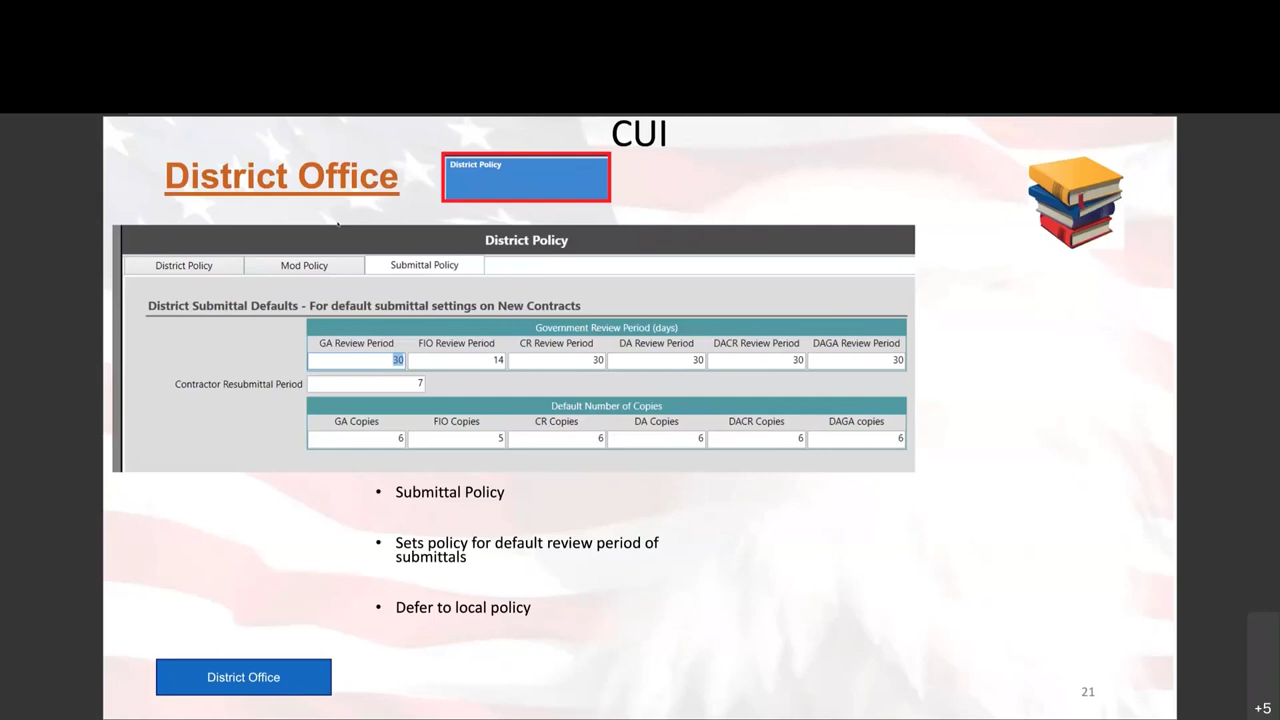 CUI
District Office
District Policy
District Policy
District Policy Mod Policy Submittal Policy
District Submittal Defaults - For default submittal settings on New Contracts
Government Review Period (days)
GA Review Period FIO Review Period CR Review Period DA Review Period DACR Review Period DAGA Review Period
30 14 30 30 30 30
Contractor Resubmittal Period 7
Default Number of Copies
GA Copies FIO Copies CR Copies DA Copies DACR Copies DAGA copies
6 5 6 6 6 6
• Submittal Policy
• Sets policy for default review period of
submittals
• Defer to local policy
District Office
21
+5